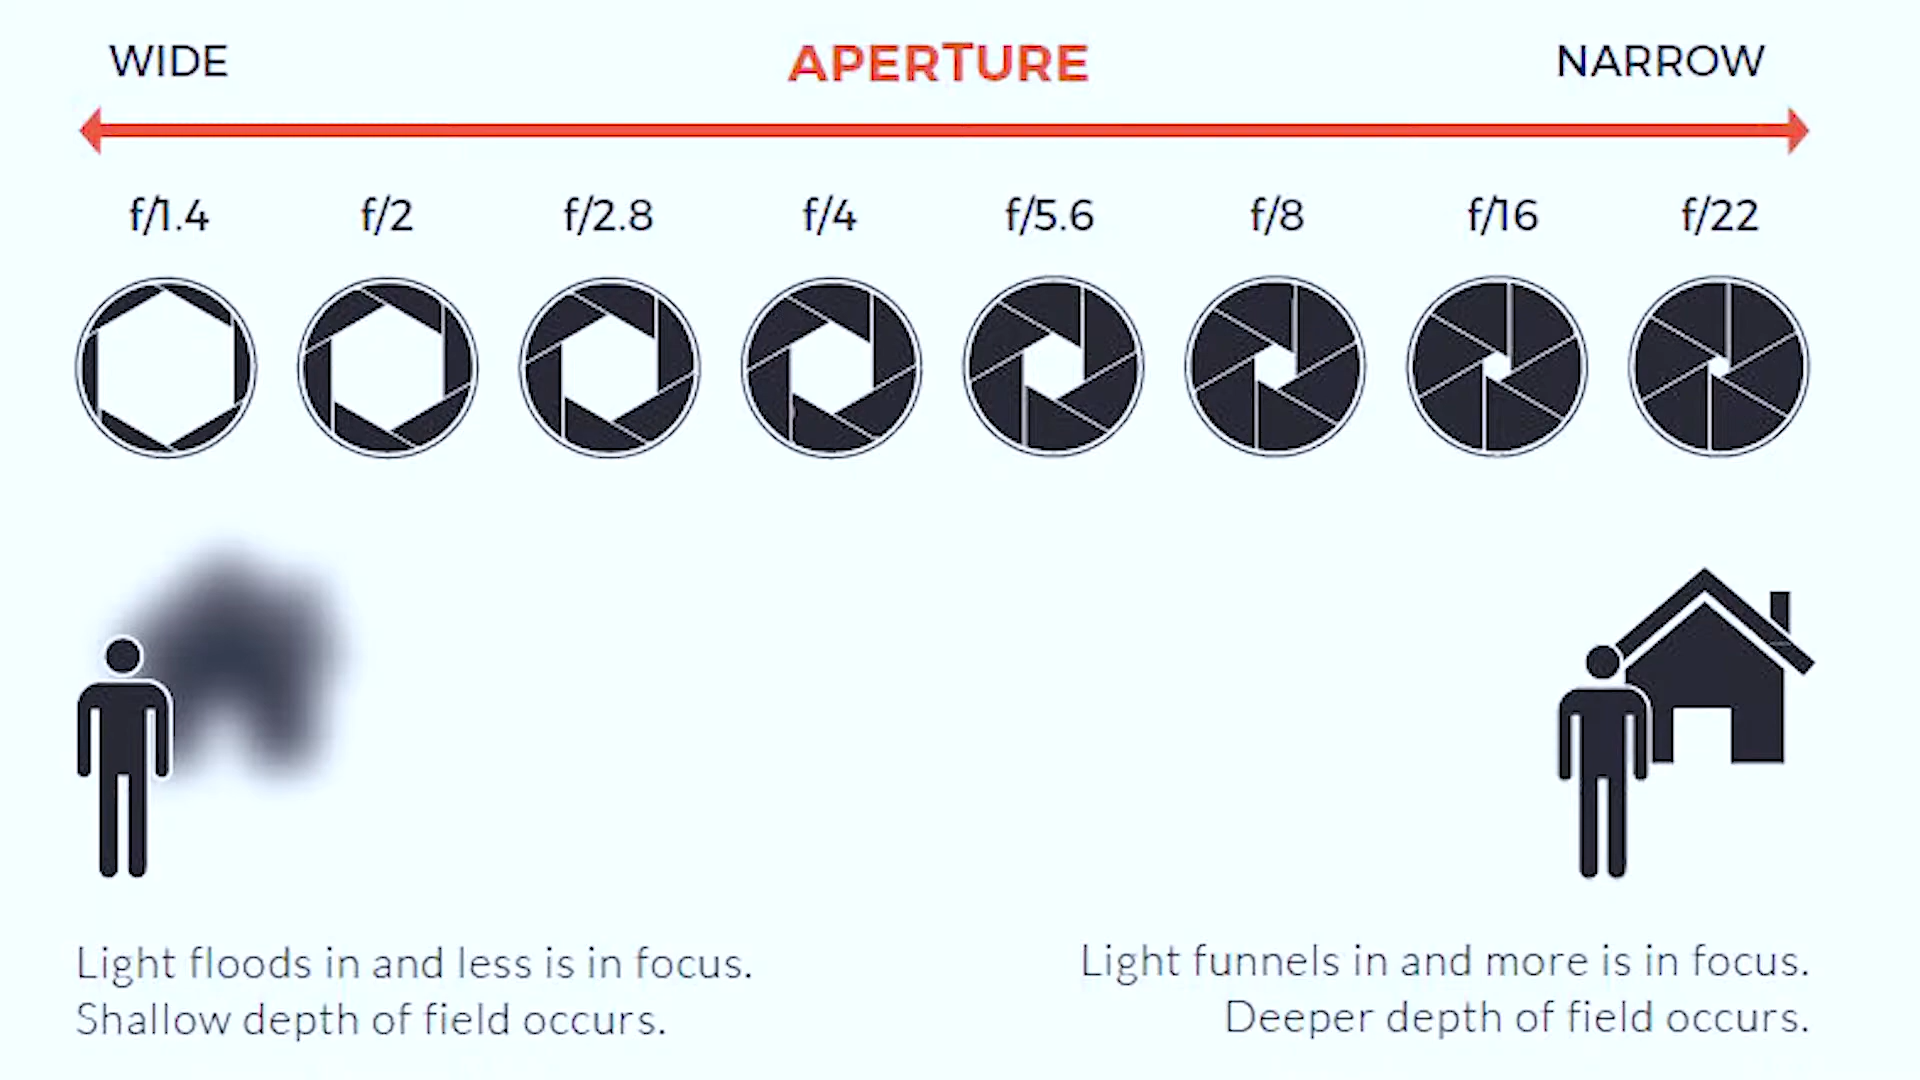 WIDE APERTURE NARROW
f/1.4 f/2 f/2.8 f/4 f/5.6 f/8 f/16 f/22
Light floods in and less is in focus.
Shallow depth of field occurs.
Light funnels in and more is in focus.
Deeper depth of field occurs.